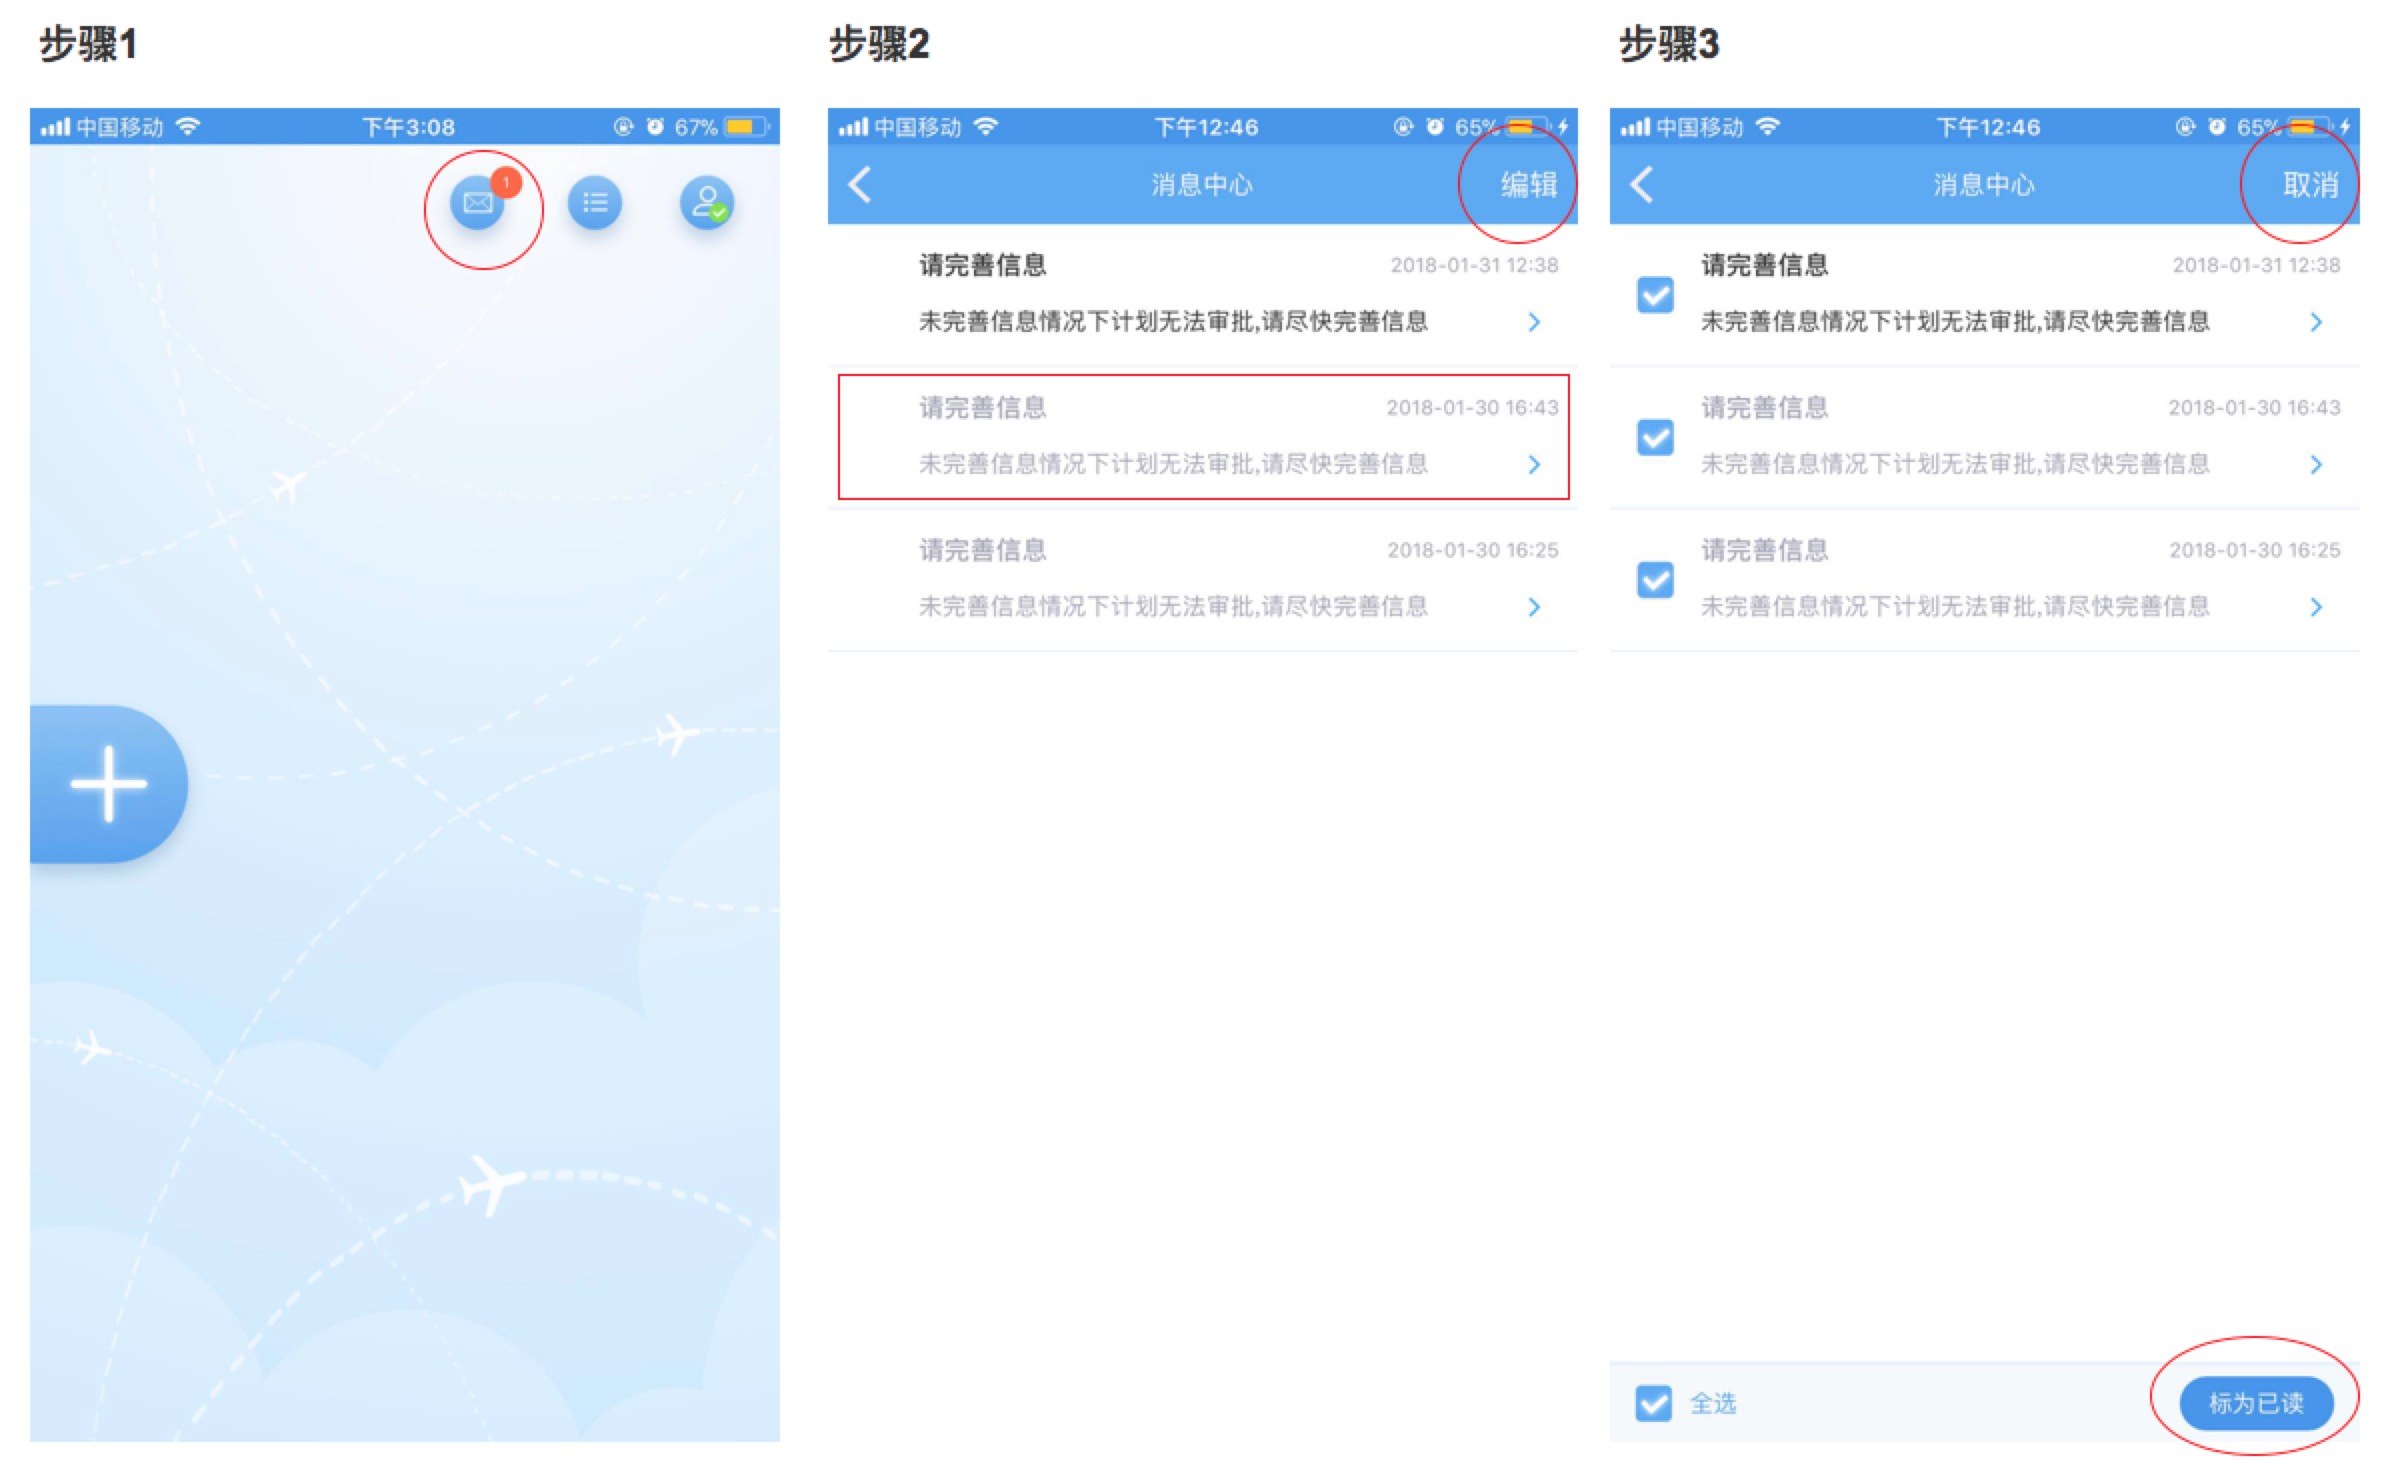 步骤1
中国移动 下午3:08 67%
1
步骤2
中国移动 下午12:46 65%
消息中心 编辑
请完善信息 2018-01-31 12:38
未完善信息情况下计划无法审批,请尽快完善信息
请完善信息 2018-01-30 16:43
未完善信息情况下计划无法审批,请尽快完善信息
请完善信息 2018-01-30 16:25
未完善信息情况下计划无法审批,请尽快完善信息
步骤3
中国移动 下午12:46 65%
消息中心 取消
请完善信息 2018-01-31 12:38
未完善信息情况下计划无法审批,请尽快完善信息
请完善信息 2018-01-30 16:43
未完善信息情况下计划无法审批,请尽快完善信息
请完善信息 2018-01-30 16:25
未完善信息情况下计划无法审批,请尽快完善信息
全选 标为已读